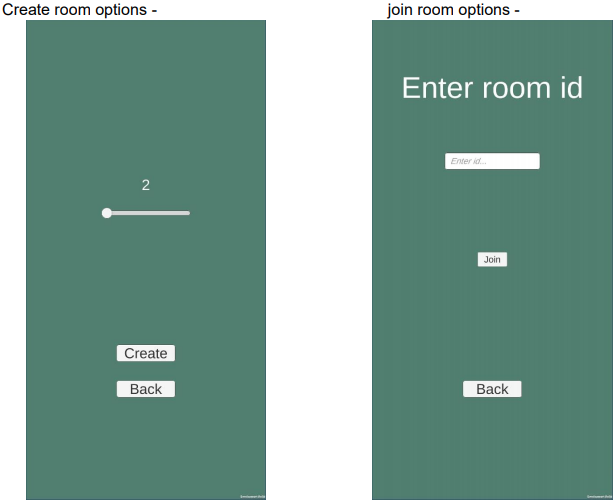 Create room options -
2
Create
Back
Development Build
join room options -
Enter room id
Enter id...
Join
Back
Development Build